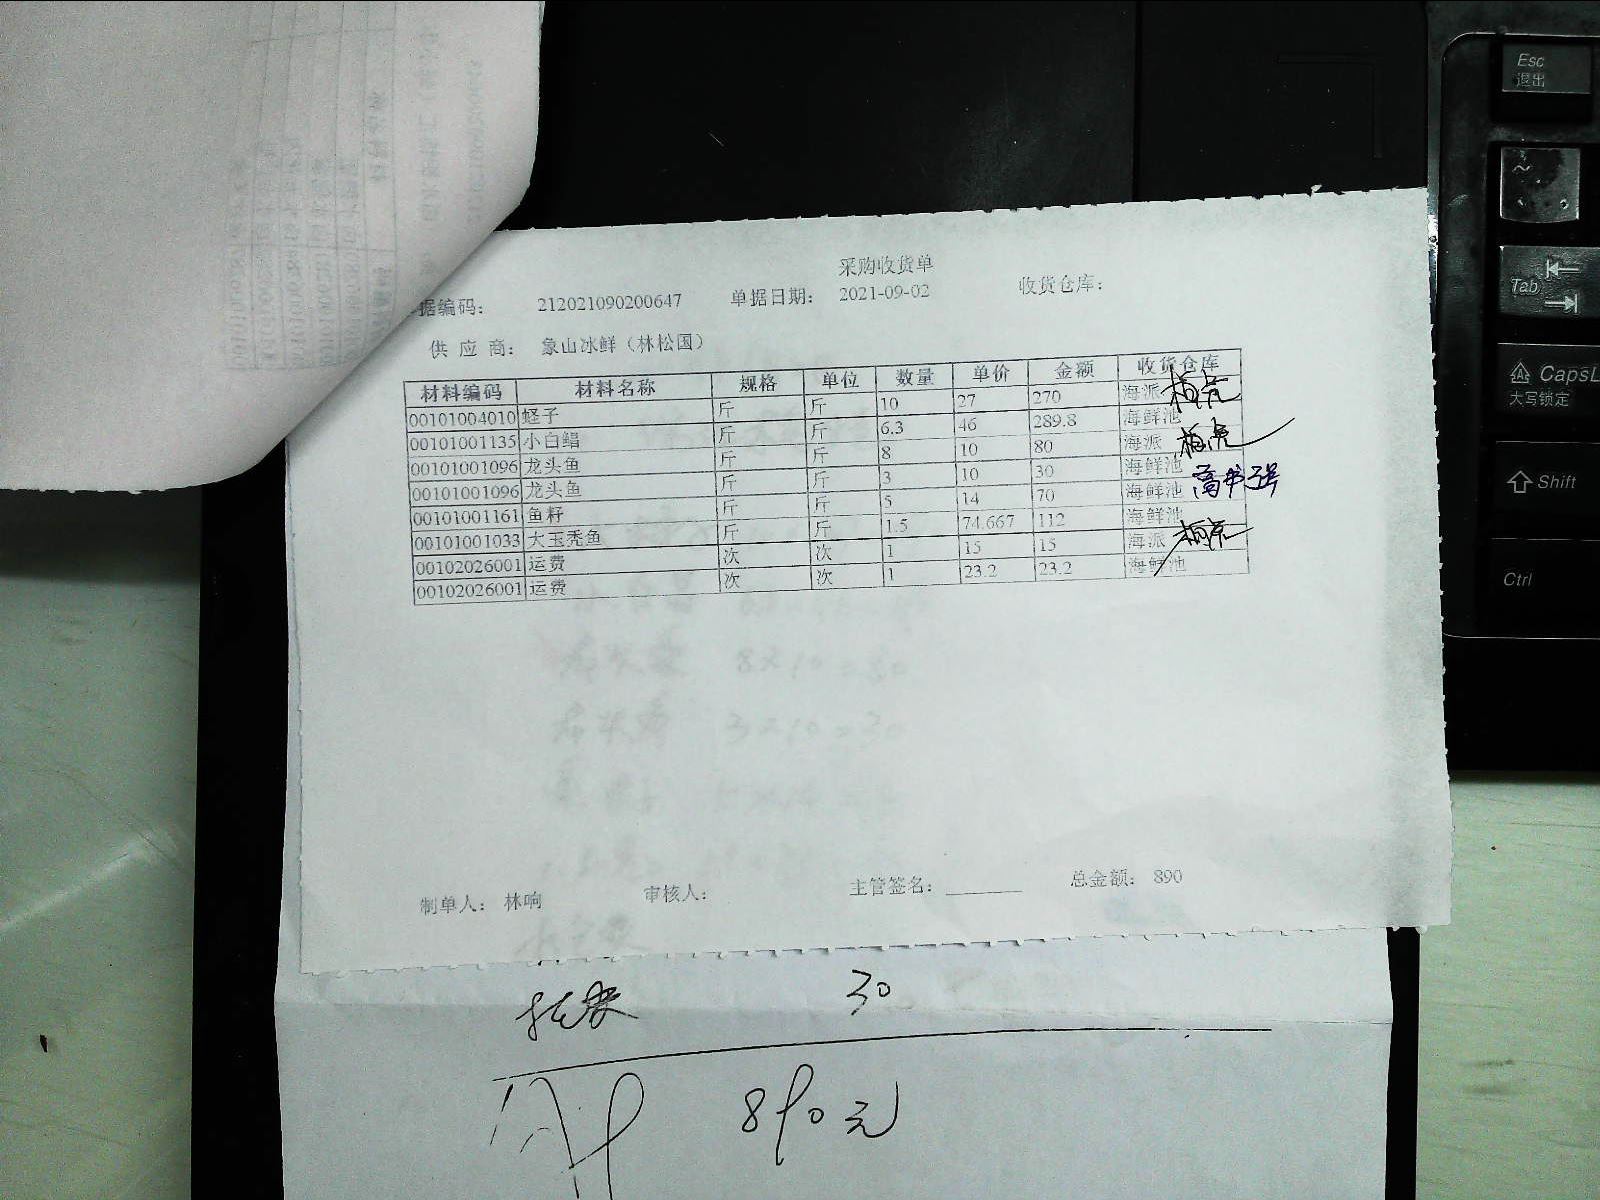 采购收货单
据编码： 212021090200647 单据日期： 2021-09-02 收货仓库：
供 应 商： 象山冰鲜（林松国）
材料编码 材料名称 规格 单位 数量 单价 金额 收货仓库
00101004010 蛏子 斤 斤 10 27 270 海派
00101001135 小白鲳 斤 斤 6.3 46 289.8 海鲜池
00101001096 龙头鱼 斤 斤 8 10 80 海派
00101001096 龙头鱼 斤 斤 3 10 30 海鲜池
00101001161 鱼籽 斤 斤 5 14 70 海鲜池
00101001033 大玉秃鱼 斤 斤 1.5 74.667 112 海鲜池
00102026001 运费 次 次 1 15 15 海派
00102026001 运费 次 次 1 23.2 23.2 海鲜池
8×10=80
3×10=30
制单人： 林响 审核人： 主管签名： 总金额： 890
30
890元
Esc
退出
~
Tab
CapsL
大写锁定
Shift
Ctrl